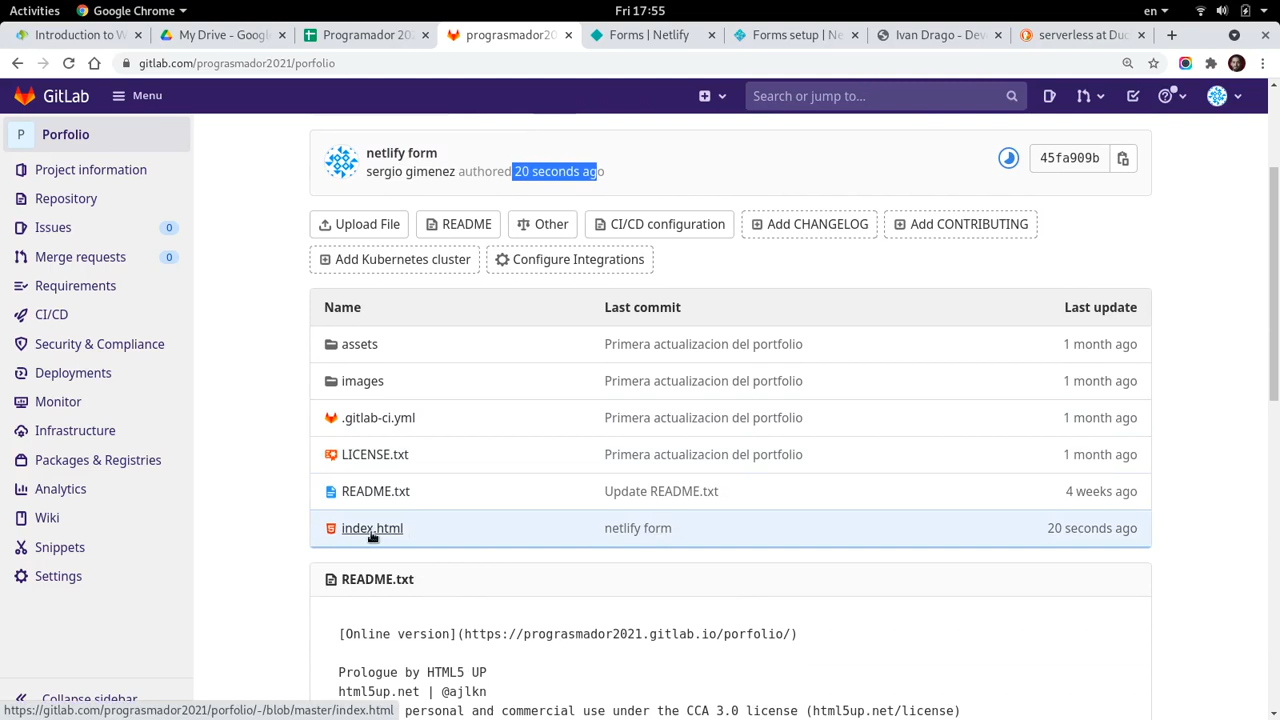 Activities
Google Chrome
Fri 17:55
en
Introduction to W
My Drive - Google
Programador 202
prograsmador20
Forms | Netlify
Forms setup | Ne
Ivan Drago - Dev
serverless at Duc
gitlab.com/prograsmador2021/porfolio
GitLab
Menu
Search or jump to...
P Porfolio
Project information
Repository
Issues 0
Merge requests 0
Requirements
CI/CD
Security & Compliance
Deployments
Monitor
Infrastructure
Packages & Registries
Analytics
Wiki
Snippets
Settings
Collapse sidebar
netlify form
sergio gimenez authored 20 seconds ago
45fa909b
Upload File
README
Other
CI/CD configuration
Add CHANGELOG
Add CONTRIBUTING
Add Kubernetes cluster
Configure Integrations
Name Last commit Last update
assets Primera actualizacion del portfolio 1 month ago
images Primera actualizacion del portfolio 1 month ago
.gitlab-ci.yml Primera actualizacion del portfolio 1 month ago
LICENSE.txt Primera actualizacion del portfolio 1 month ago
README.txt Update README.txt 4 weeks ago
index.html netlify form 20 seconds ago
README.txt
[Online version](https://prograsmador2021.gitlab.io/porfolio/)
Prologue by HTML5 UP
html5up.net | @ajlkn
personal and commercial use under the CCA 3.0 license (html5up.net/license)
https://gitlab.com/prograsmador2021/porfolio/-/blob/master/index.html